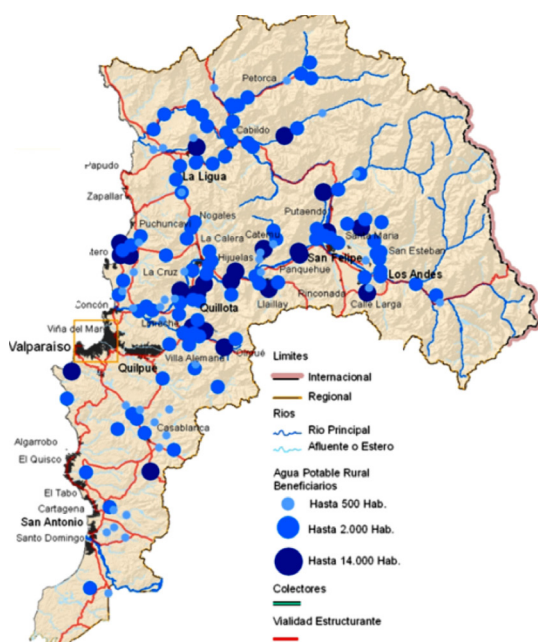 Petorca
Cabildo
La Ligua
Papudo
Zapallar
Nogales
Puchuncavi
Putaendo
La Calera
Catemu
Santa Maria
Hijuelas
San Esteban
San Felipe
La Cruz
Panquehue
Los Andes
Rinconada
Concón
Quillota
Llaillay
Calle Larga
Viña del Mar
Valparaiso
Villa Alemana
Quilpué
Casablanca
Algarrobo
El Quisco
El Tabo
Cartagena
San Antonio
Santo Domingo
Limites
Internacional
Regional
Rios
Rio Principal
Afluente o Estero
Agua Potable Rural
Beneficiarios
Hasta 500 Hab.
Hasta 2.000 Hab.
Hasta 14.000 Hab.
Colectores
Vialidad Estructurante